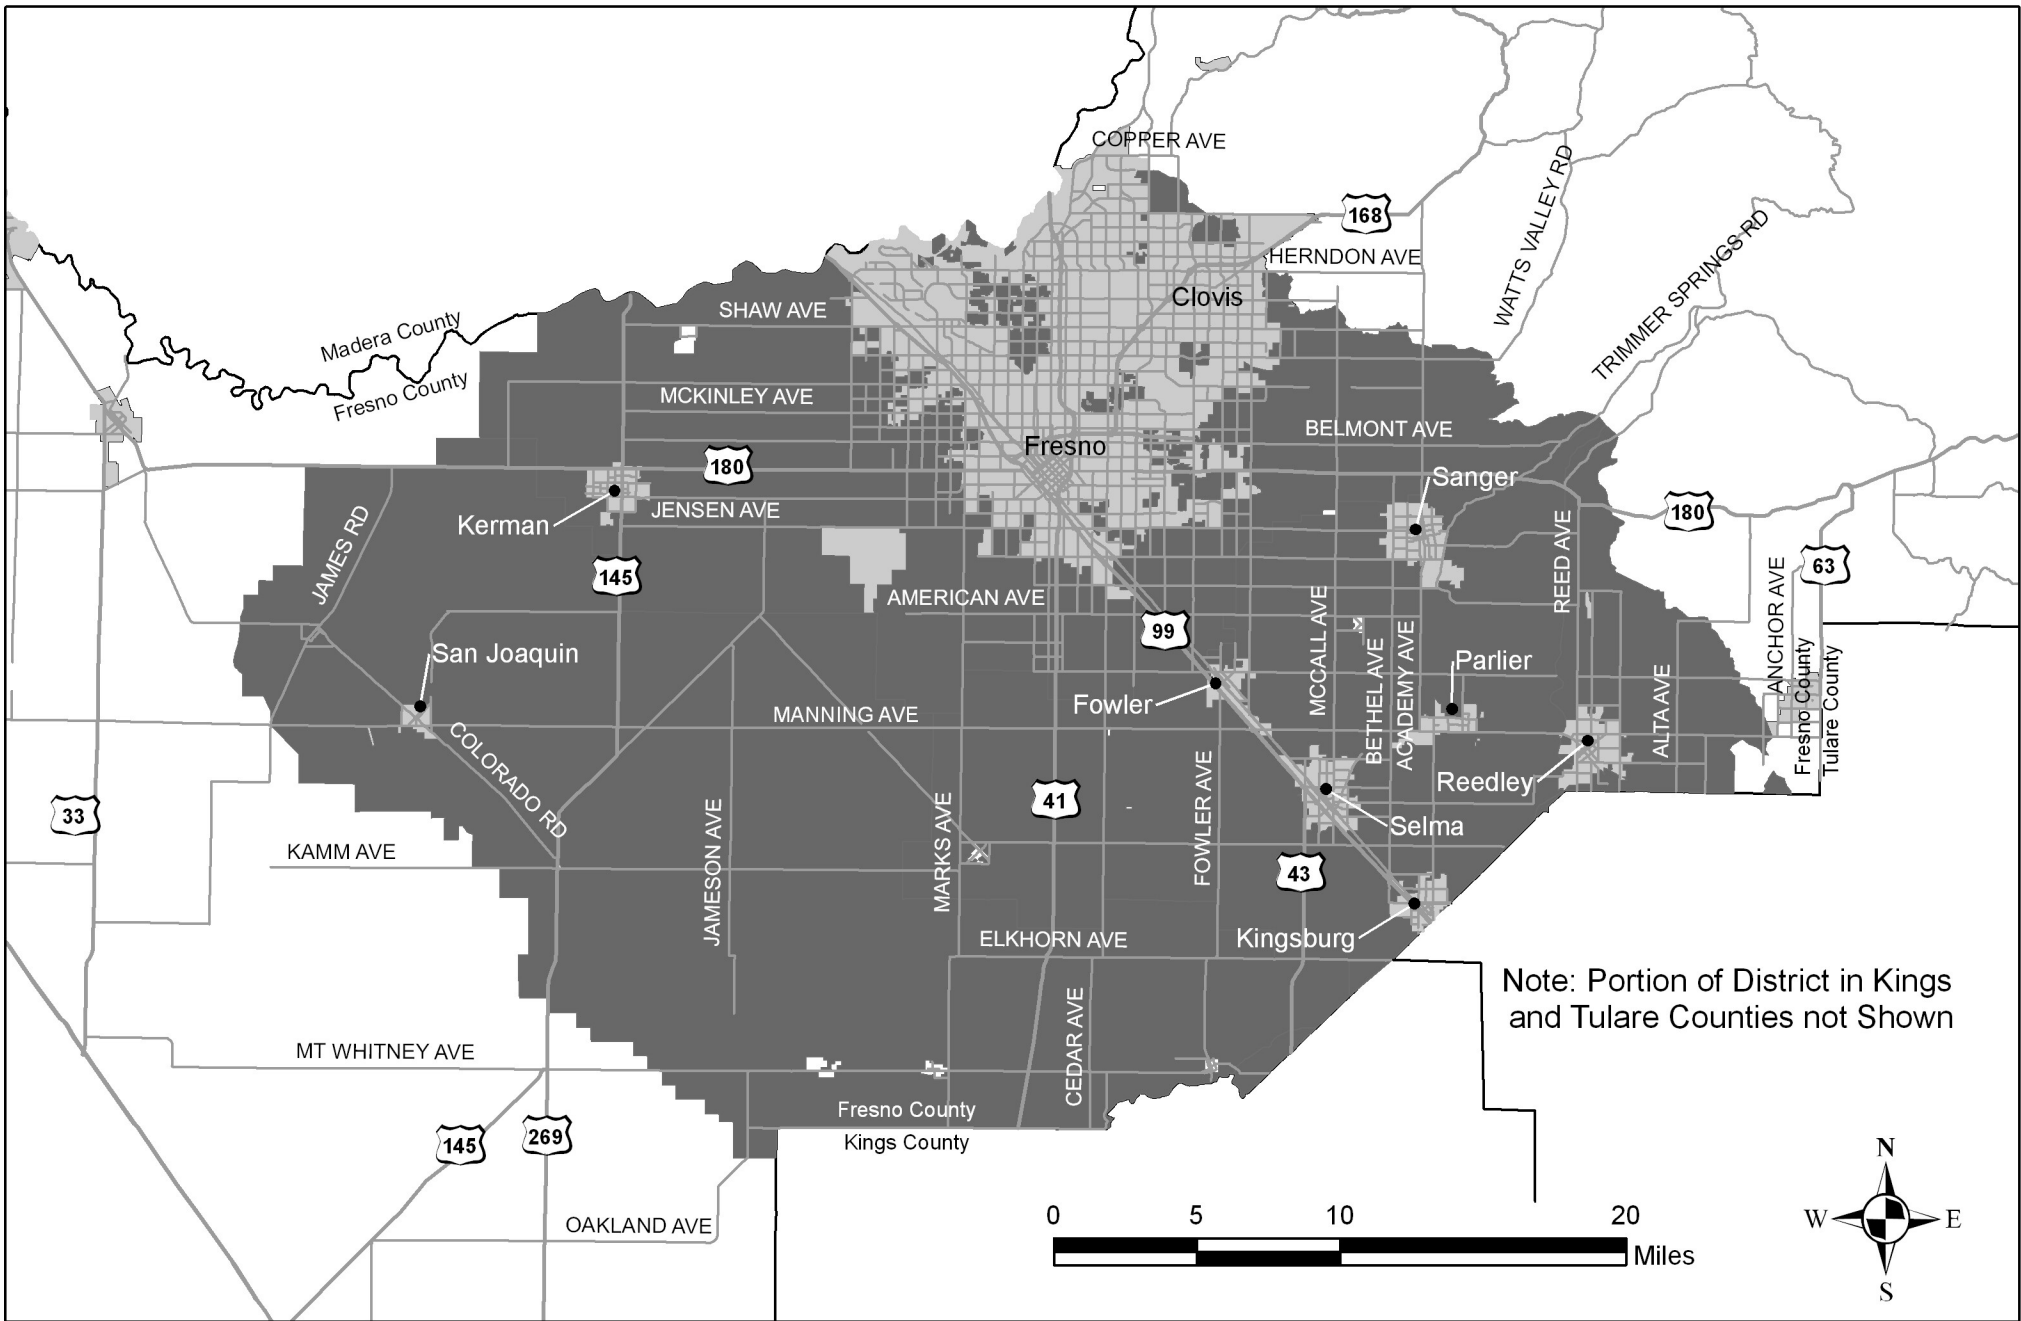 COPPER AVE
168
WATTS VALLEY RD
TRIMMER SPRINGS RD
HERNDON AVE
Clovis
SHAW AVE
Madera County
Fresno County
MCKINLEY AVE
BELMONT AVE
Fresno
180
Sanger
Kerman
JENSEN AVE
180
JAMES RD
145
REED AVE
63
ANCHOR AVE
AMERICAN AVE
MCCALL AVE
99
San Joaquin
BETHEL AVE
ACADEMY AVE
Parlier
ALTA AVE
Fresno County
Tulare County
Fowler
MANNING AVE
COLORADO RD
FOWLER AVE
Reedley
33
41
JAMESON AVE
MARKS AVE
Selma
KAMM AVE
43
ELKHORN AVE
Kingsburg
Note: Portion of District in Kings
and Tulare Counties not Shown
MT WHITNEY AVE
CEDAR AVE
Fresno County
Kings County
145
269
OAKLAND AVE
0 5 10 20
Miles
N
W E
S